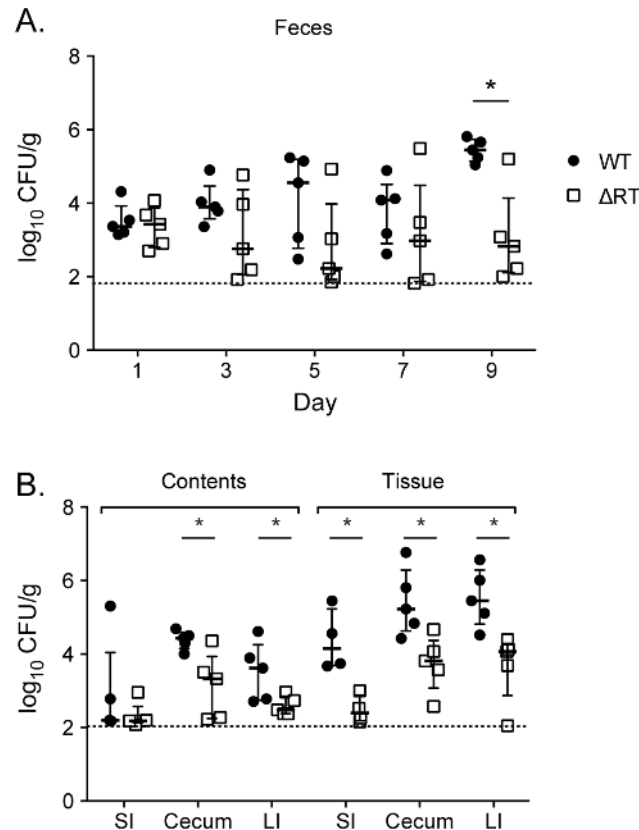 A.
Feces
8
6
4
2
0
log10 CFU/g
*
WT
ΔRT
1 3 5 7 9
Day
B.
Contents Tissue
8
6
4
2
0
log10 CFU/g
* * * * *
SI Cecum LI SI Cecum LI